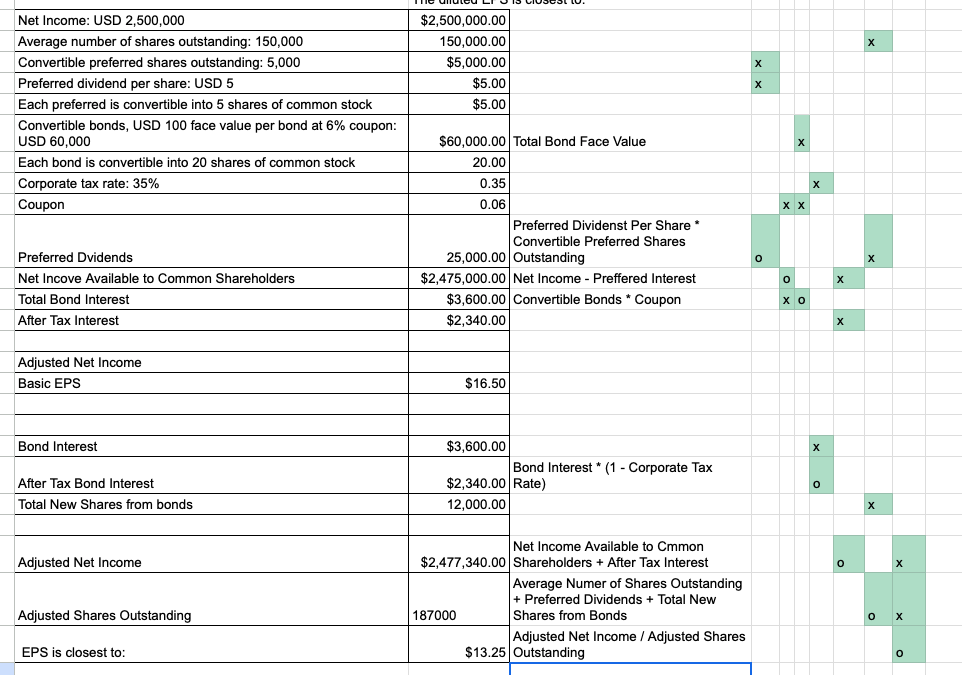 The diluted EPS is closest to:
Net Income: USD 2,500,000 $2,500,000.00
Average number of shares outstanding: 150,000 150,000.00 x
Convertible preferred shares outstanding: 5,000 $5,000.00 x
Preferred dividend per share: USD 5 $5.00 x
Each preferred is convertible into 5 shares of common stock $5.00
Convertible bonds, USD 100 face value per bond at 6% coupon:
USD 60,000 $60,000.00 Total Bond Face Value x
Each bond is convertible into 20 shares of common stock 20.00
Corporate tax rate: 35% 0.35 x
Coupon 0.06 x x
Preferred Dividenst Per Share *
Convertible Preferred Shares
Preferred Dvidends 25,000.00 Outstanding o x
Net Incove Available to Common Shareholders $2,475,000.00 Net Income - Preffered Interest o x
Total Bond Interest $3,600.00 Convertible Bonds * Coupon x o
After Tax Interest $2,340.00 x
Adjusted Net Income
Basic EPS $16.50
Bond Interest $3,600.00 x
Bond Interest * (1 - Corporate Tax
After Tax Bond Interest $2,340.00 Rate) o
Total New Shares from bonds 12,000.00 x
Net Income Available to Cmmon
Adjusted Net Income $2,477,340.00 Shareholders + After Tax Interest o x
Average Numer of Shares Outstanding
+ Preferred Dividends + Total New
Adjusted Shares Outstanding 187000 Shares from Bonds o x
Adjusted Net Income / Adjusted Shares
EPS is closest to: $13.25 Outstanding o